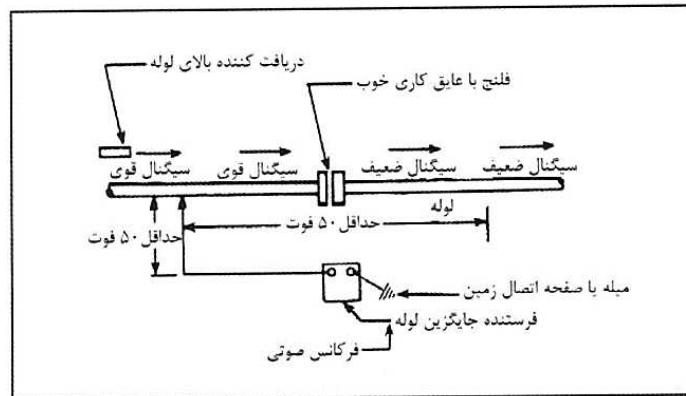 دریافت کننده بالای لوله
فلنج با عایق کاری خوب
سیگنال قوی
سیگنال قوی
سیگنال ضعیف
سیگنال ضعیف
لوله
حداقل ۵۰ فوت
حداقل ۵۰ فوت
میله یا صفحه اتصال زمین
فرستنده جایگزین لوله
فرکانس صوتی